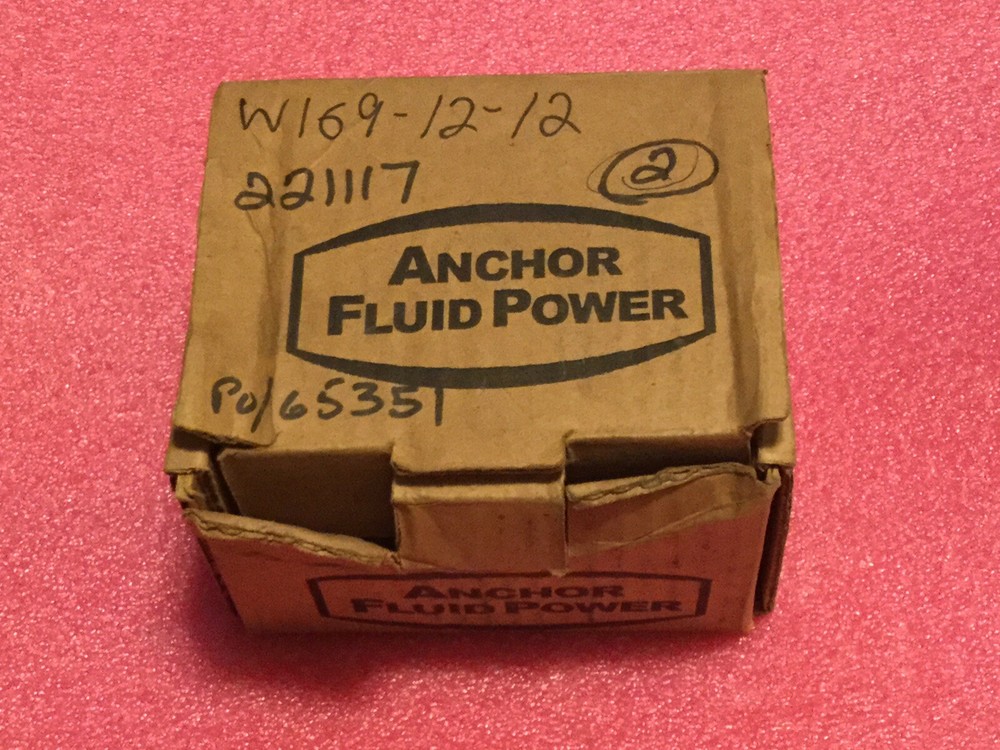 W169-12-12
221117
2
ANCHOR
FLUID POWER
PO/65351
ANCHOR
FLUID POWER